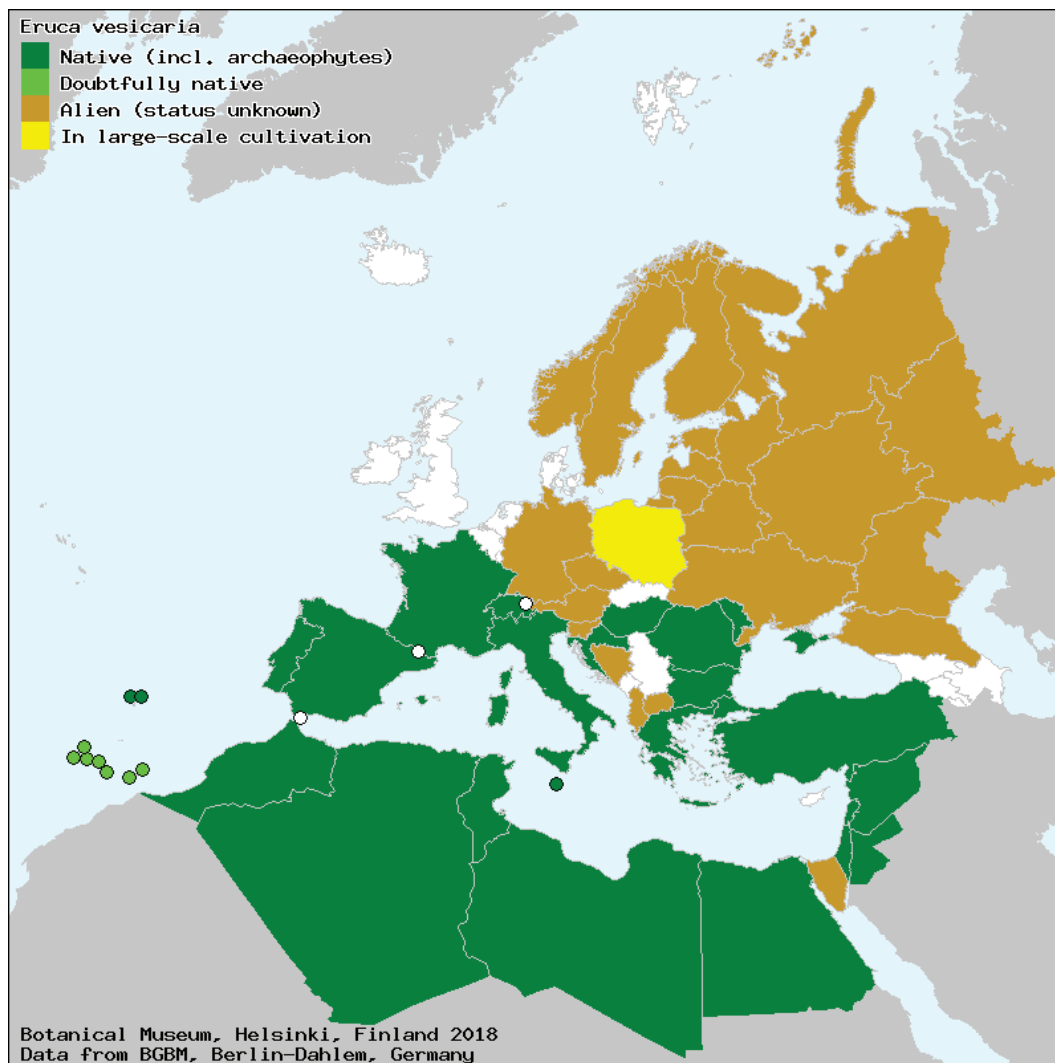 Eruca vesicaria
Native (incl. archaeophytes)
Doubtfully native
Alien (status unknown)
In large-scale cultivation
Botanical Museum, Helsinki, Finland 2018
Data from BGBM, Berlin-Dahlem, Germany